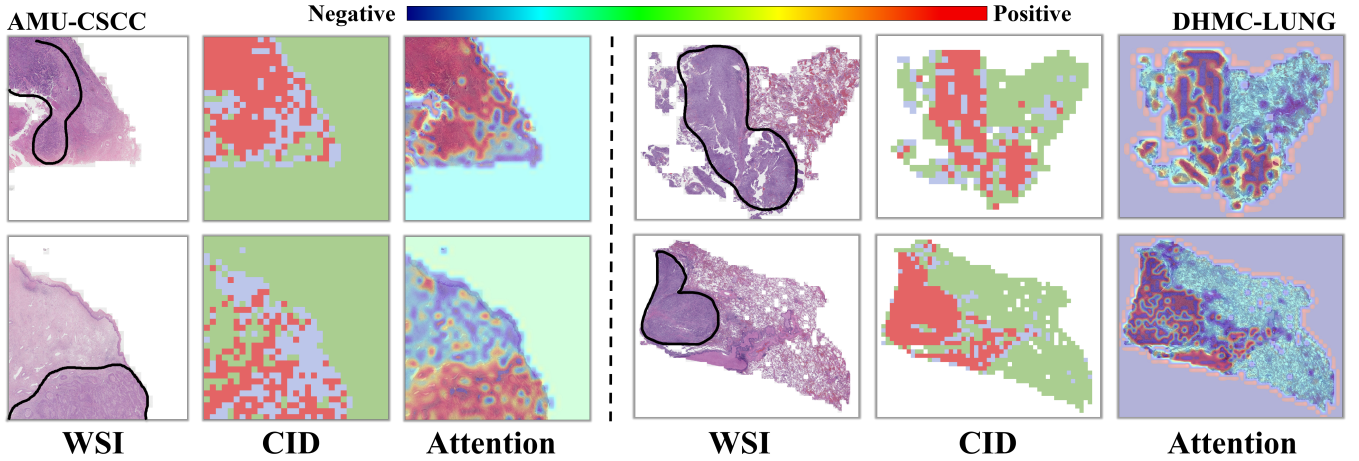 AMU-CSCC
Negative
Positive
DHMC-LUNG
WSI
CID
Attention
WSI
CID
Attention